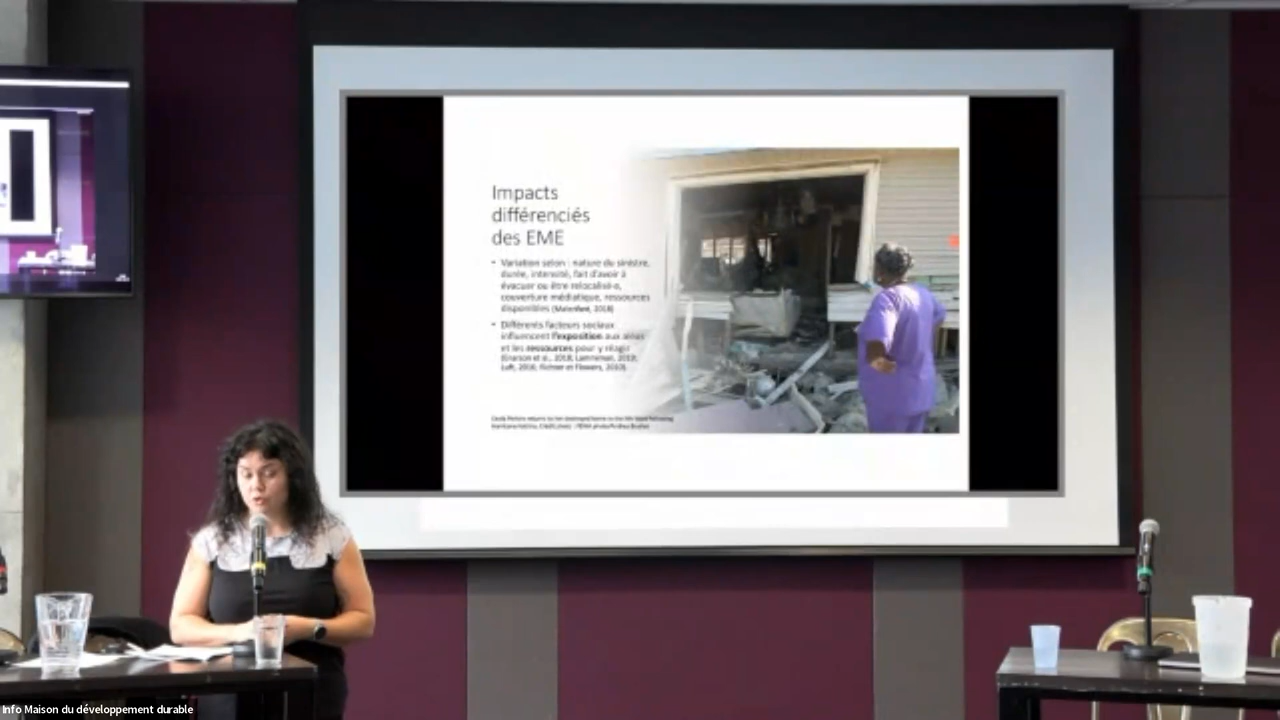 Impacts
différenciés
des EME
• Variation selon : nature du sinistre,
durée, intensité, fait d'avoir à
évacuer ou être relocalisé·e,
couverture médiatique, ressources
disponibles (Maltais, 2018)
• Différents facteurs sociaux
influencent l'exposition aux aléas
et les ressources pour y réagir
Info Maison du développement durable